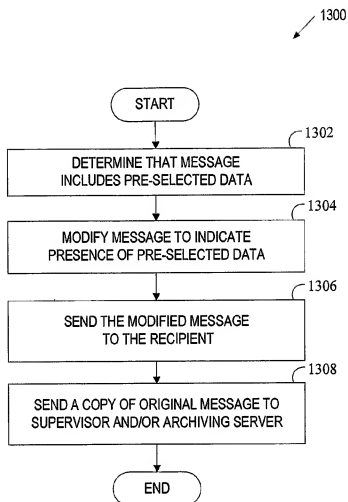 1300
START
1302
DETERMINE THAT MESSAGE
INCLUDES PRE-SELECTED DATA
1304
MODIFY MESSAGE TO INDICATE
PRESENCE OF PRE-SELECTED DATA
1306
SEND THE MODIFIED MESSAGE
TO THE RECIPIENT
1308
SEND A COPY OF ORIGINAL MESSAGE TO
SUPERVISOR AND/OR ARCHIVING SERVER
END